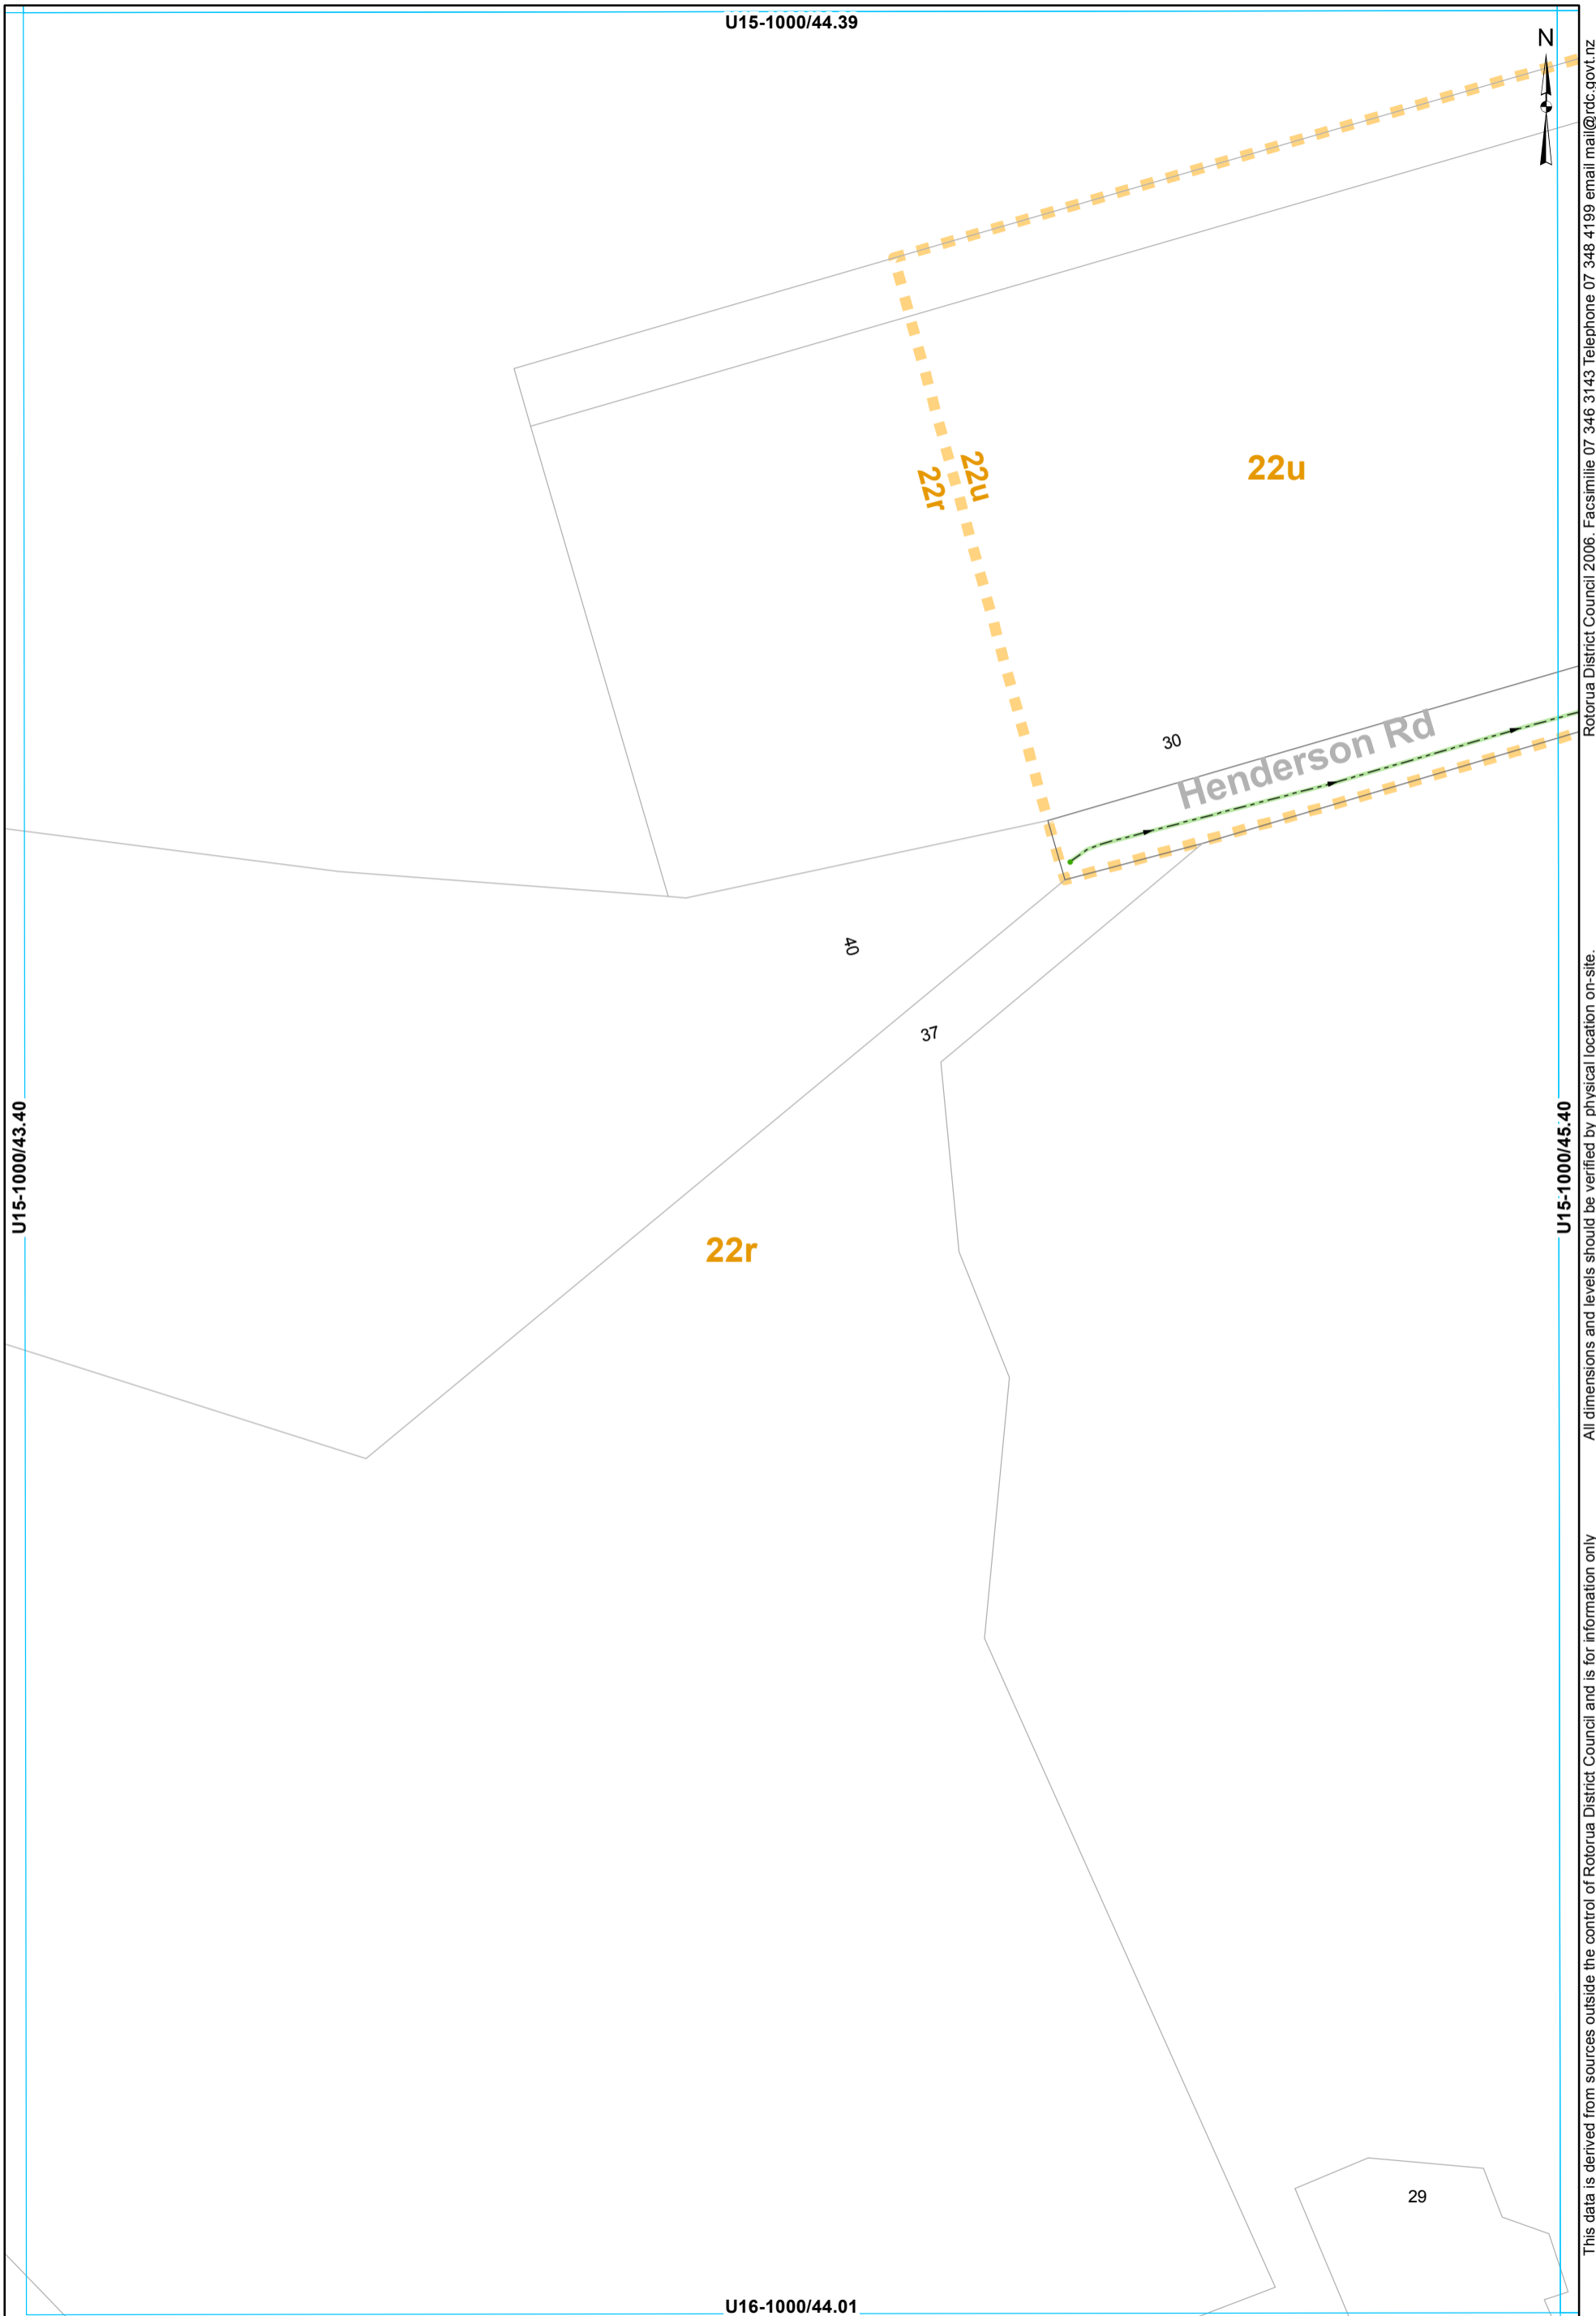 U15-1000/44.39
N
22u
22u
22r
30
Henderson Rd
40
37
U15-1000/43.40
U15-1000/45.40
22r
29
U16-1000/44.01
This data is derived from sources outside the control of Rotorua District Council and is for information only
All dimensions and levels should be verified by physical location on-site.
Rotorua District Council 2006. Facsimilie 07 346 3143 Telephone 07 348 4199 email mail@rdc.govt.nz